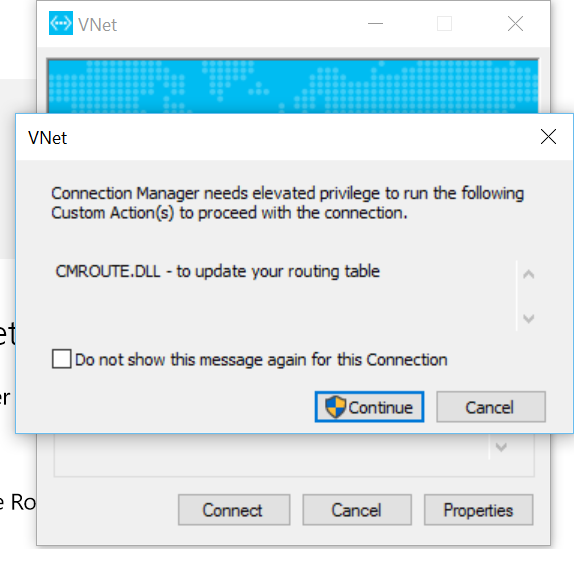 VNet
VNet
Connection Manager needs elevated privilege to run the following
Custom Action(s) to proceed with the connection.
CMROUTE.DLL - to update your routing table
Do not show this message again for this Connection
Continue
Cancel
et
er
e Ro
Connect
Cancel
Properties